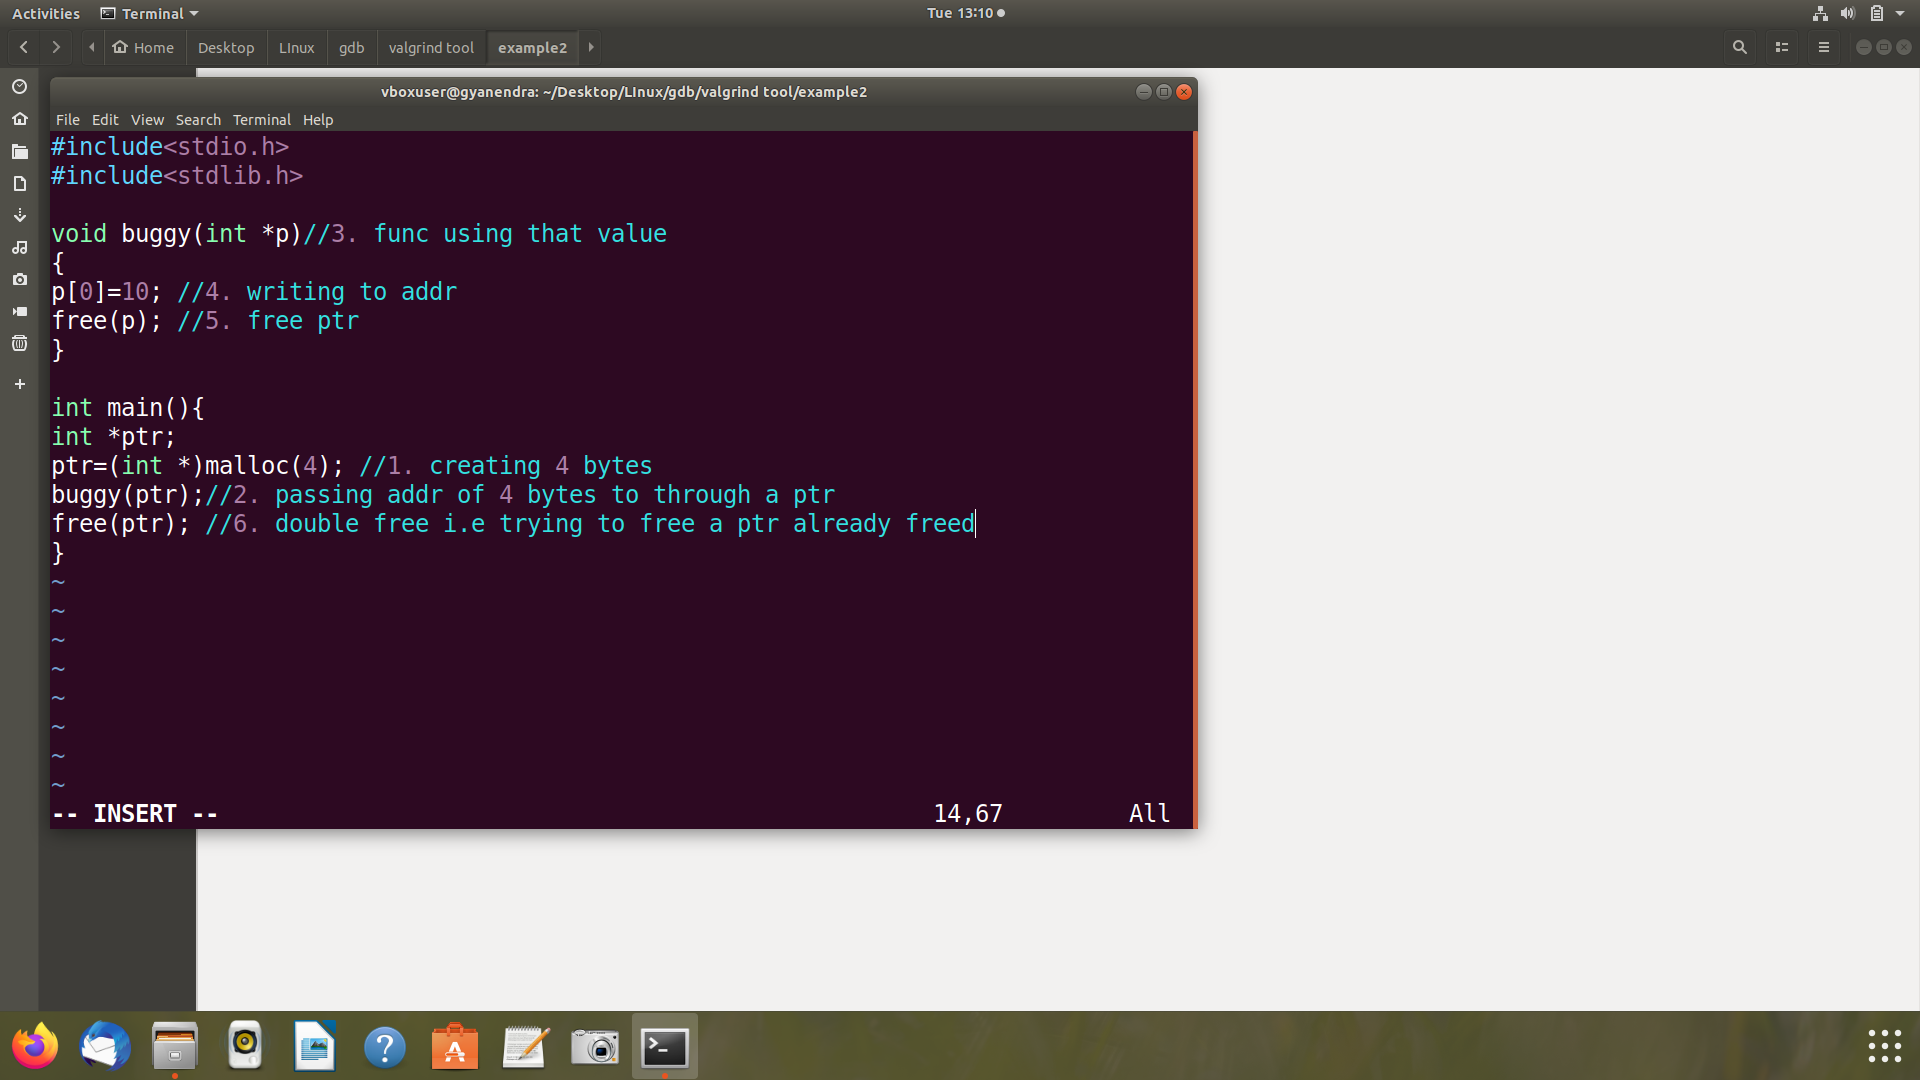 Activities Terminal Tue 13:10
Home Desktop LInux gdb valgrind tool example2
vboxuser@gyanendra: ~/Desktop/LInux/gdb/valgrind tool/example2
File Edit View Search Terminal Help
#include<stdio.h>
#include<stdlib.h>
void buggy(int *p)//3. func using that value
{
p[0]=10; //4. writing to addr
free(p); //5. free ptr
}
int main(){
int *ptr;
ptr=(int *)malloc(4); //1. creating 4 bytes
buggy(ptr);//2. passing addr of 4 bytes to through a ptr
free(ptr); //6. double free i.e trying to free a ptr already freed
}
~
~
~
~
~
~
~
~
-- INSERT -- 14,67 All